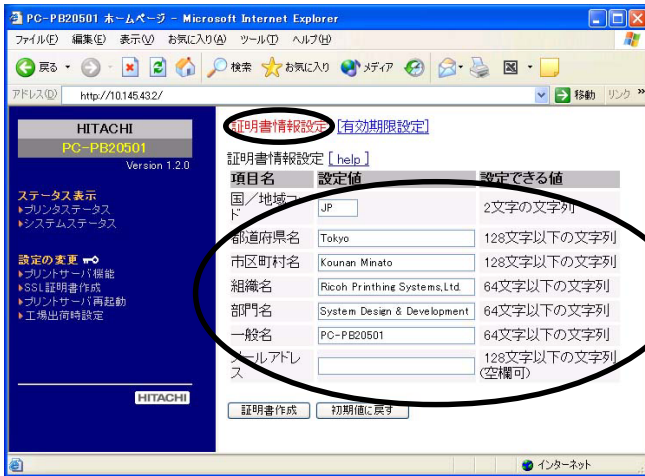 PC-PB20501 ホームページ - Microsoft Internet Explorer
ファイル(F) 編集(E) 表示(V) お気に入り(A) ツール(T) ヘルプ(H)
戻る 検索 お気に入り メディア
アドレス(D) http://10.145.43.2/ 移動 リンク »
HITACHI
PC-PB20501
Version 1.2.0
ステータス表示
プリンタステータス
システムステータス
設定の変更
プリントサーバ機能
SSL証明書作成
プリントサーバ再起動
工場出荷時設定
HITACHI
証明書情報設定 [有効期限設定]
証明書情報設定 [ help ]
項目名 設定値 設定できる値
国/地域コード JP 2文字の文字列
都道府県名 Tokyo 128文字以下の文字列
市区町村名 Kounan Minato 128文字以下の文字列
組織名 Ricoh Printhing Systems,Ltd. 64文字以下の文字列
部門名 System Design & Development 64文字以下の文字列
一般名 PC-PB20501 64文字以下の文字列
メールアドレス 128文字以下の文字列
(空欄可)
証明書作成 初期値に戻す
インターネット